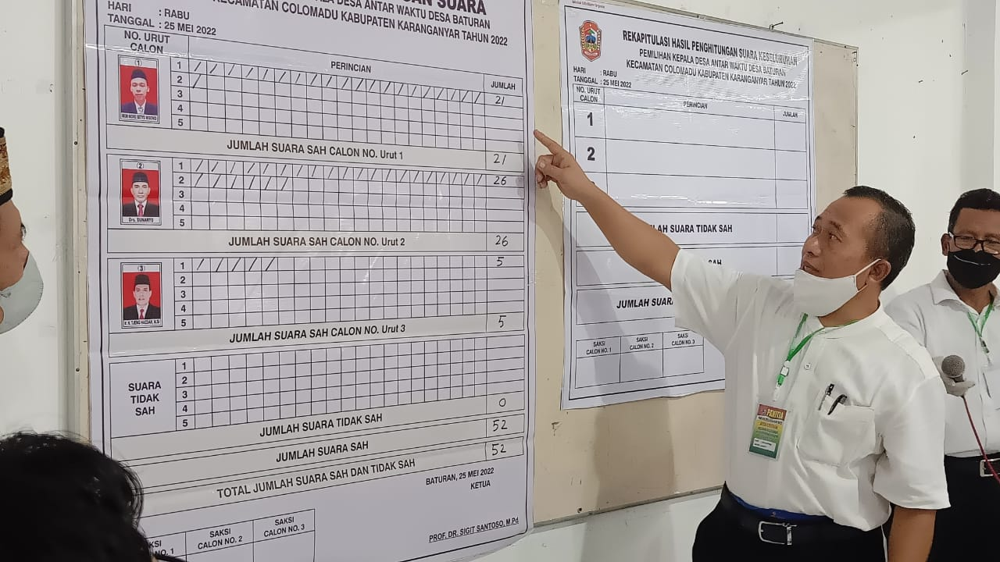 AN SUARA
KEPALA DESA ANTAR WAKTU DESA BATURAN
KECAMATAN COLOMADU KABUPATEN KARANGANYAR TAHUN 2022
HARI : RABU
TANGGAL : 25 MEI 2022
NO. URUT CALON
PERINCIAN
JUMLAH
1
1
2
3
4
5
21
JUMLAH SUARA SAH CALON NO. Urut 1
21
2
Drs. SUNARTO
1
2
3
4
5
26
JUMLAH SUARA SAH CALON NO. Urut 2
26
3
1
2
3
4
5
5
JUMLAH SUARA SAH CALON NO. Urut 3
5
SUARA TIDAK SAH
1
2
3
4
5
JUMLAH SUARA TIDAK SAH
0
JUMLAH SUARA SAH
52
TOTAL JUMLAH SUARA SAH DAN TIDAK SAH
52
BATURAN, 25 MEI 2022
KETUA
PROF. DR. SIGIT SANTOSO, M.Pd
NO. 1
SAKSI CALON NO. 2
SAKSI CALON NO. 3
REKAPITULASI HASIL PENGHITUNGAN SUARA KESELURUHAN
PEMILIHAN KEPALA DESA ANTAR WAKTU DESA BATURAN
KECAMATAN COLOMADU KABUPATEN KARANGANYAR TAHUN 2022
HARI : RABU
TANGGAL : 25 MEI 2022
NO. URUT CALON
PERINCIAN
JUMLAH
1
2
JUMLAH SUARA TIDAK SAH
SAH
JUMLAH SUARA
SAKSI CALON NO. 1
SAKSI CALON NO. 2
SAKSI CALON NO. 3
PANITIA